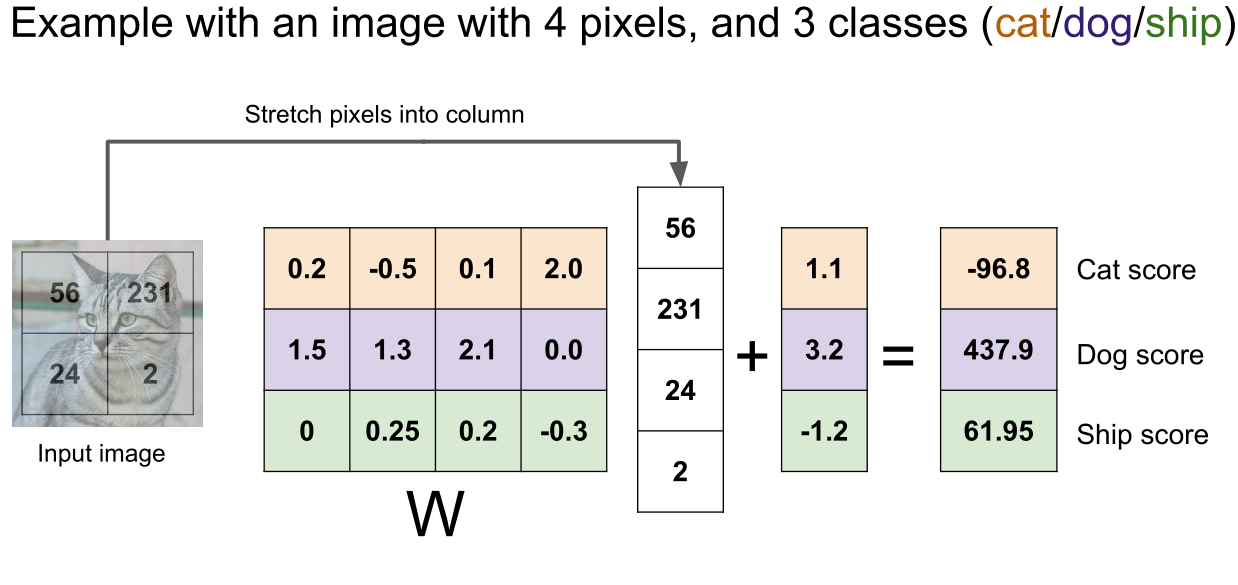 Example with an image with 4 pixels, and 3 classes (cat/dog/ship)
Stretch pixels into column
56 231
24 2
Input image
0.2 -0.5 0.1 2.0
1.5 1.3 2.1 0.0
0 0.25 0.2 -0.3
W
56
231
24
2
+
1.1
3.2
-1.2
=
-96.8 Cat score
437.9 Dog score
61.95 Ship score